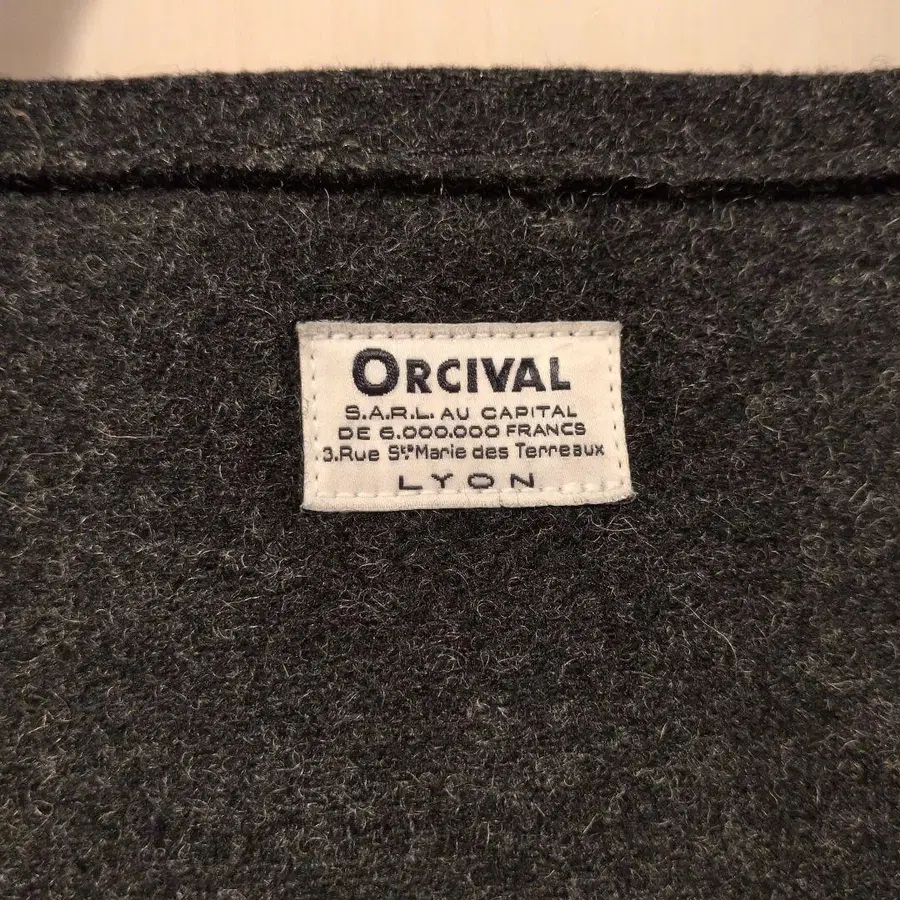 ORCIVAL
S.A.R.L. AU CAPITAL
DE 6.000.000 FRANCS
3.Rue Ste Marie des Terreaux
LYON